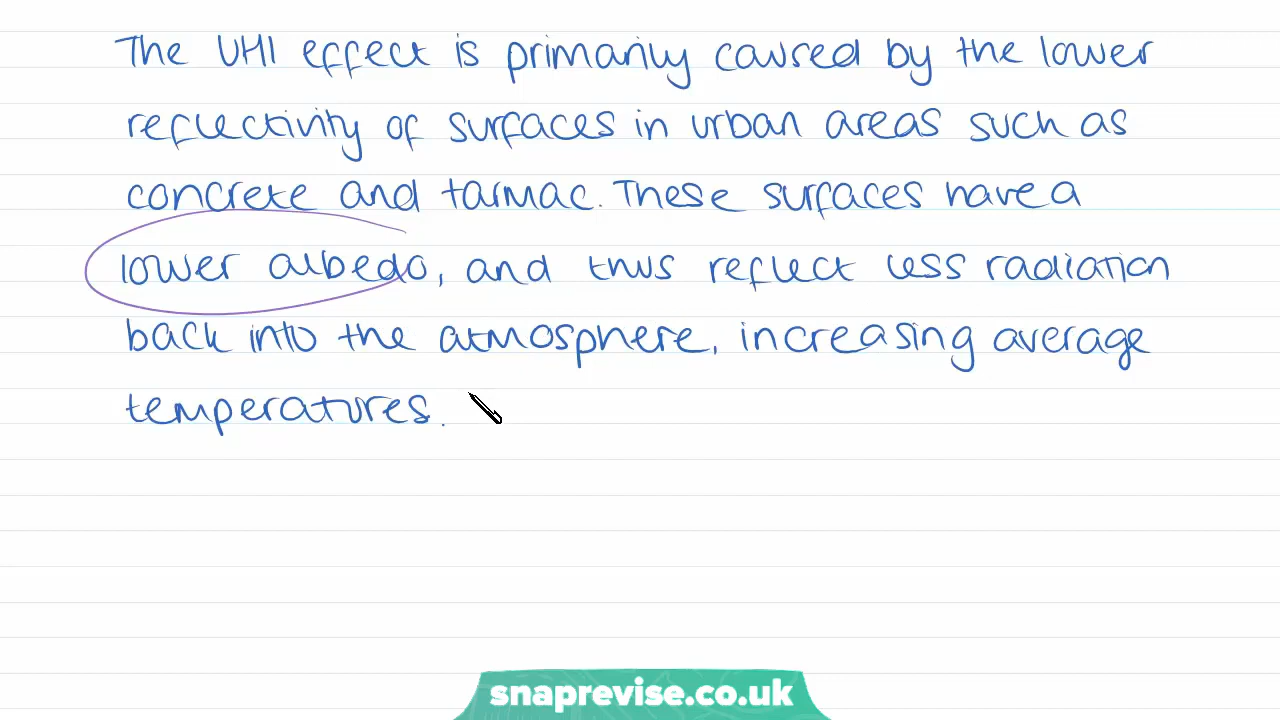 The UHI effect is primarily caused by the lower
reflectivity of surfaces in urban areas such as
concrete and tarmac. These surfaces have a
lower albedo, and thus reflect less radiation
back into the atmosphere, increasing average
temperatures.
snaprevise.co.uk